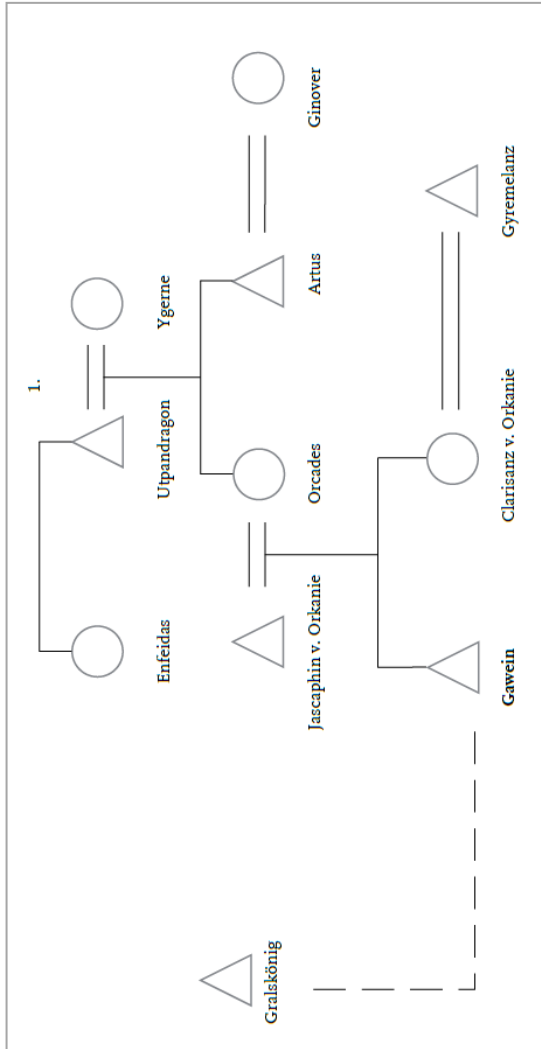 1.
Enfeidas
Utpandragon
Ygerne
Gralskönig
Jascaphin v. Orkanie
Orcades
Artus
Ginover
Gawein
Clarisanz v. Orkanie
Gyremelanz